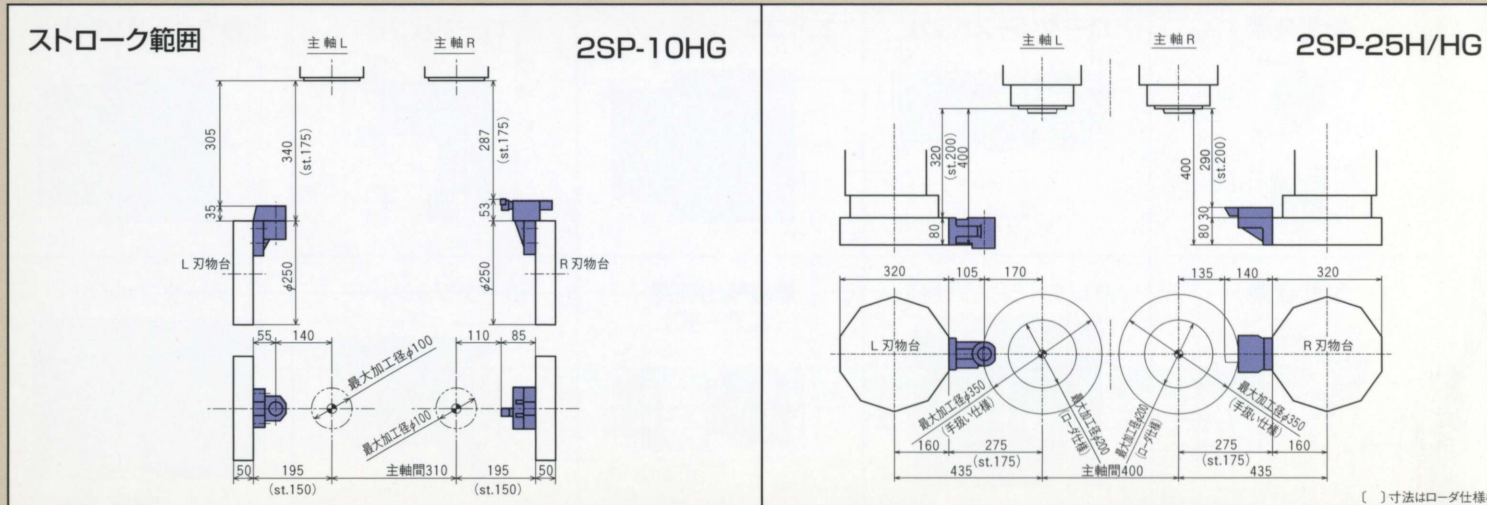 ストローク範囲
2SP-10HG
主軸L
主軸R
305
340
(st.175)
287
(st.175)
35
53
L刃物台
φ250
φ250
R刃物台
55
140
110
85
最大加工径φ100
最大加工径φ100
50
195
(st.150)
主軸間310
195
(st.150)
50
2SP-25H/HG
主軸L
主軸R
320
(st.200)
400
400
290
(st.200)
80
80
30
320
105
170
135
140
320
L刃物台
R刃物台
最大加工径φ350
(手扱い仕様)
最大加工径φ200
(ローダ仕様)
最大加工径φ200
(ローダ仕様)
最大加工径φ350
(手扱い仕様)
160
275
(st.175)
275
(st.175)
160
435
主軸間400
435
〔 〕寸法はローダ仕様